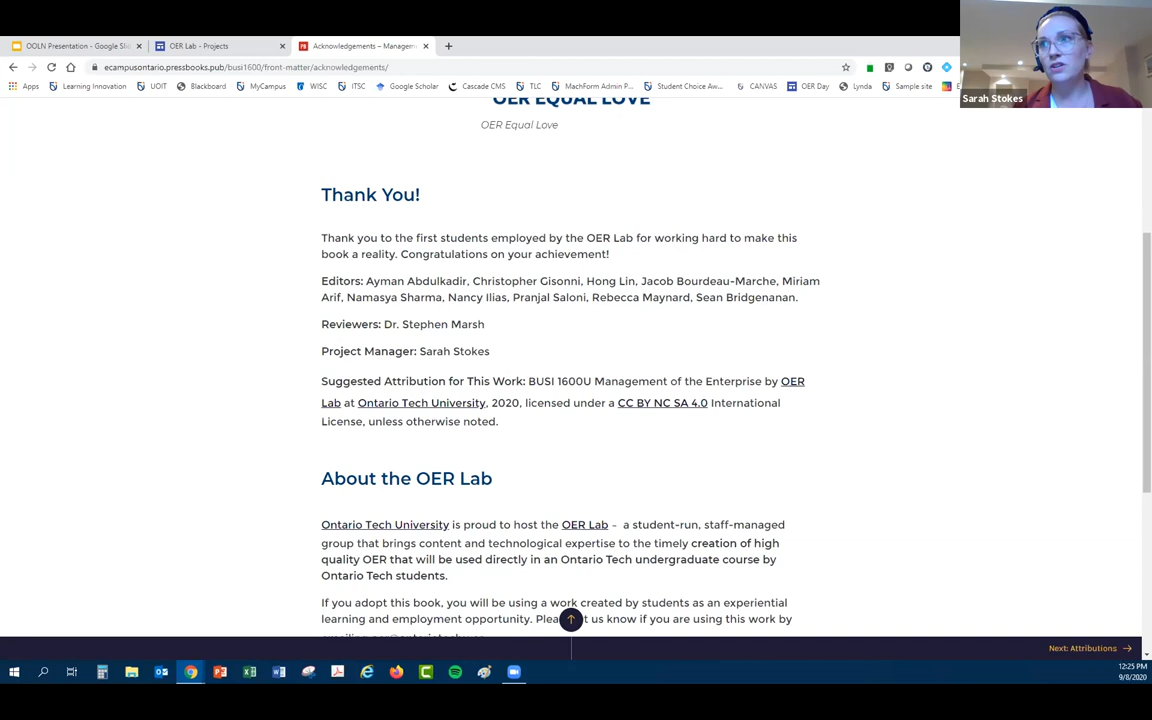 OOLN Presentation - Google Slid
OER Lab - Projects
Acknowledgements – Managem
ecampusontario.pressbooks.pub/busi1600/front-matter/acknowledgements/
Apps
Learning Innovation
UOIT
Blackboard
MyCampus
WISC
ITSC
Google Scholar
Cascade CMS
TLC
MachForm Admin P...
Student Choice Aw...
CANVAS
OER Day
Lynda
Sample site
Sarah Stokes
OER EQUAL LOVE
OER Equal Love
Thank You!
Thank you to the first students employed by the OER Lab for working hard to make this
book a reality. Congratulations on your achievement!
Editors: Ayman Abdulkadir, Christopher Gisonni, Hong Lin, Jacob Bourdeau-Marche, Miriam
Arif, Namasya Sharma, Nancy Ilias, Pranjal Saloni, Rebecca Maynard, Sean Bridgenanan.
Reviewers: Dr. Stephen Marsh
Project Manager: Sarah Stokes
Suggested Attribution for This Work: BUSI 1600U Management of the Enterprise by OER
Lab at Ontario Tech University, 2020, licensed under a CC BY NC SA 4.0 International
License, unless otherwise noted.
About the OER Lab
Ontario Tech University is proud to host the OER Lab – a student-run, staff-managed
group that brings content and technological expertise to the timely creation of high
quality OER that will be used directly in an Ontario Tech undergraduate course by
Ontario Tech students.
If you adopt this book, you will be using a work created by students as an experiential
learning and employment opportunity. us know if you are using this work by
Next: Attributions
12:25 PM
9/8/2020